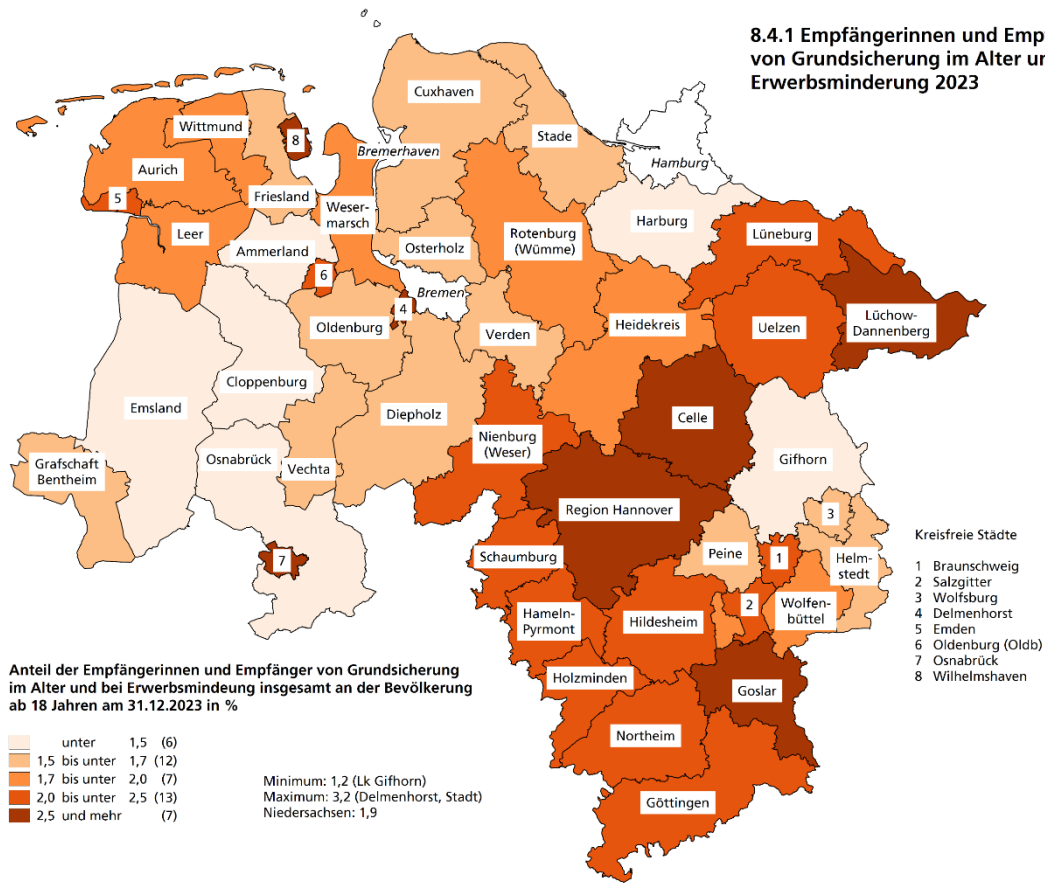 8.4.1 Empfängerinnen und Emp
von Grundsicherung im Alter u
Erwerbsminderung 2023
Cuxhaven
Wittmund
8
Stade
Bremerhaven
Hamburg
Aurich
5
Friesland
Weser-
marsch
Harburg
Leer
Ammerland
Osterholz
Rotenburg
(Wümme)
Lüneburg
6
Bremen
4
Oldenburg
Verden
Heidekreis
Uelzen
Lüchow-
Dannenberg
Cloppenburg
Emsland
Diepholz
Celle
Nienburg
(Weser)
Grafschaft
Bentheim
Osnabrück
Vechta
Gifhorn
Region Hannover
3
7
Schaumburg
Peine
1
Helm-
stedt
2
Hameln-
Pyrmont
Hildesheim
Wolfen-
büttel
Holzminden
Goslar
Northeim
Göttingen
Kreisfreie Städte
1 Braunschweig
2 Salzgitter
3 Wolfsburg
4 Delmenhorst
5 Emden
6 Oldenburg (Oldb)
7 Osnabrück
8 Wilhelmshaven
Anteil der Empfängerinnen und Empfänger von Grundsicherung
im Alter und bei Erwerbsmindeung insgesamt an der Bevölkerung
ab 18 Jahren am 31.12.2023 in %
unter 1,5 (6)
1,5 bis unter 1,7 (12)
1,7 bis unter 2,0 (7)
2,0 bis unter 2,5 (13)
2,5 und mehr (7)
Minimum: 1,2 (Lk Gifhorn)
Maximum: 3,2 (Delmenhorst, Stadt)
Niedersachsen: 1,9